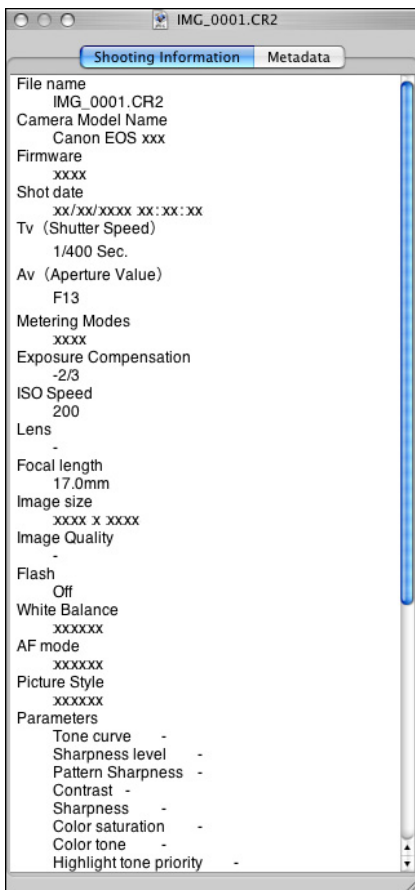 IMG_0001.CR2
Shooting Information Metadata
File name
IMG_0001.CR2
Camera Model Name
Canon EOS xxx
Firmware
xxxx
Shot date
xx/xx/xxxx xx:xx:xx
Tv (Shutter Speed)
1/400 Sec.
Av (Aperture Value)
F13
Metering Modes
xxxx
Exposure Compensation
-2/3
ISO Speed
200
Lens
-
Focal length
17.0mm
Image size
xxxx x xxxx
Image Quality
-
Flash
Off
White Balance
xxxxxx
AF mode
xxxxxx
Picture Style
xxxxxx
Parameters
Tone curve -
Sharpness level -
Pattern Sharpness -
Contrast -
Sharpness -
Color saturation -
Color tone -
Highlight tone priority -